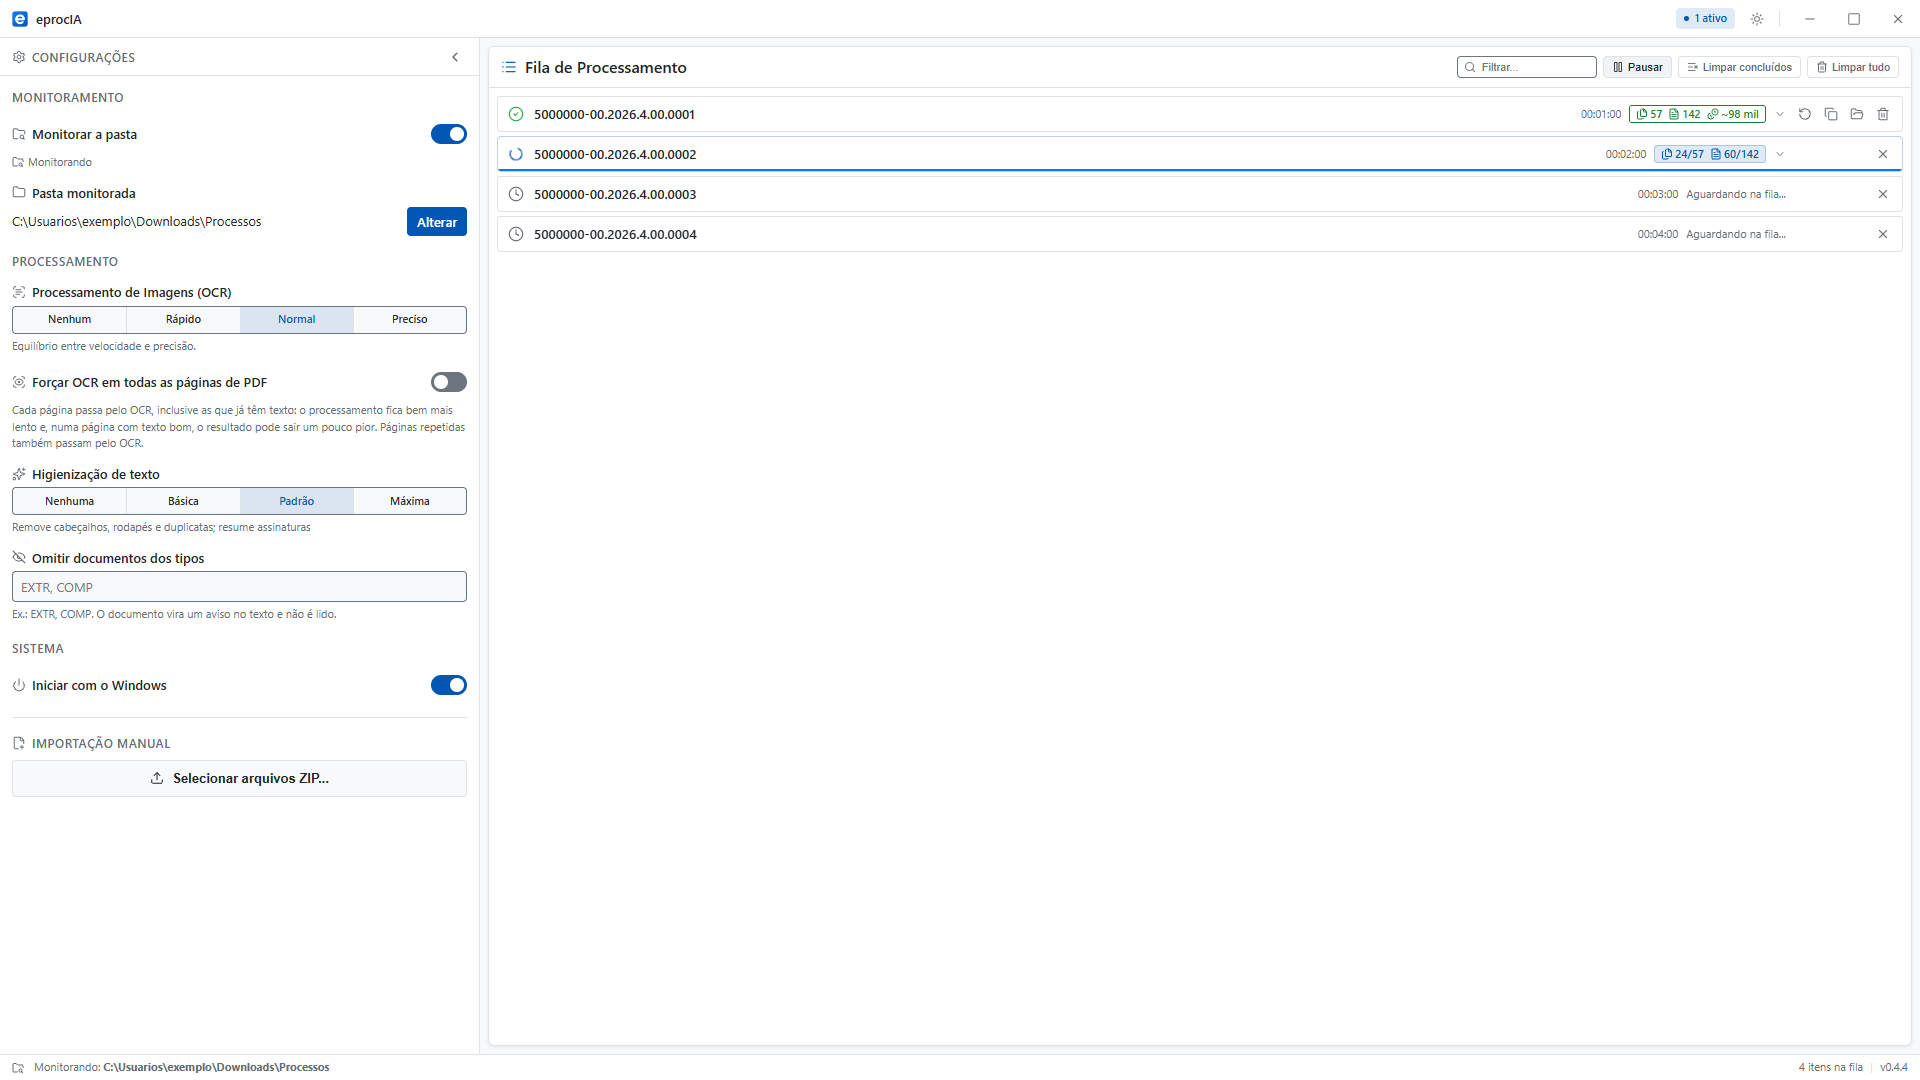 eprocIA
1 ativo
CONFIGURAÇÕES
MONITORAMENTO
Monitorar a pasta
Monitorando
Pasta monitorada
C:\Usuarios\exemplo\Downloads\Processos
Alterar
PROCESSAMENTO
Processamento de Imagens (OCR)
Nenhum Rápido Normal Preciso
Equilíbrio entre velocidade e precisão.
Forçar OCR em todas as páginas de PDF
Cada página passa pelo OCR, inclusive as que já têm texto: o processamento fica bem mais
lento e, numa página com texto bom, o resultado pode sair um pouco pior. Páginas repetidas
também passam pelo OCR.
Higienização de texto
Nenhuma Básica Padrão Máxima
Remove cabeçalhos, rodapés e duplicatas; resume assinaturas
Omitir documentos dos tipos
EXTR, COMP
Ex.: EXTR, COMP. O documento vira um aviso no texto e não é lido.
SISTEMA
Iniciar com o Windows
IMPORTAÇÃO MANUAL
Selecionar arquivos ZIP...
Fila de Processamento
Filtrar...
Pausar
Limpar concluídos
Limpar tudo
5000000-00.2026.4.00.0001 00:01:00 57 142 ~98 mil
5000000-00.2026.4.00.0002 00:02:00 24/57 60/142
5000000-00.2026.4.00.0003 00:03:00 Aguardando na fila...
5000000-00.2026.4.00.0004 00:04:00 Aguardando na fila...
Monitorando: C:\Usuarios\exemplo\Downloads\Processos
4 itens na fila v0.4.4